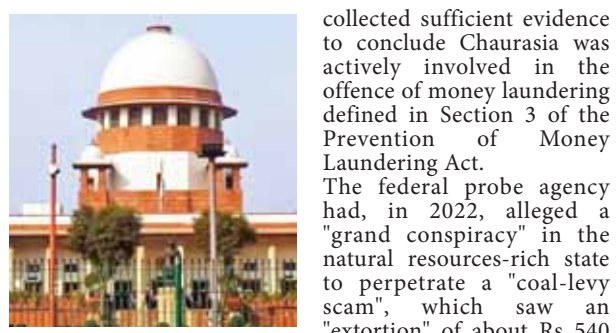 collected sufficient evidence
to conclude Chaurasia was
actively involved in the
offence of money laundering
defined in Section 3 of the
Prevention of Money
Laundering Act.
The federal probe agency
had, in 2022, alleged a
"grand conspiracy" in the
natural resources-rich state
to perpetrate a "coal-levy
scam", which saw an
"extortion" of about Rs 540